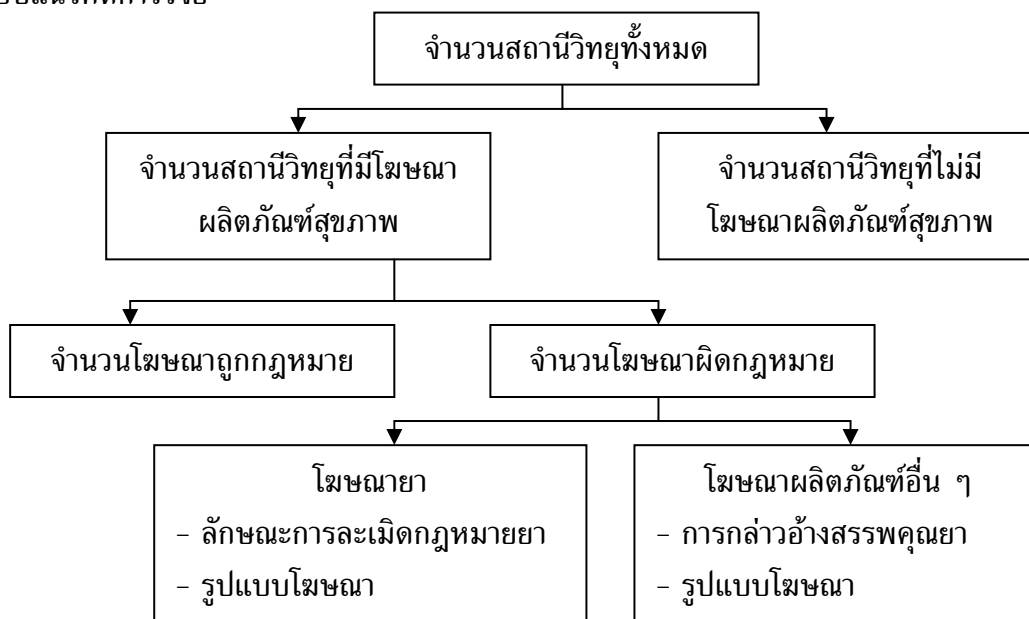 จำนวนสถานีวิทยุทั้งหมด
จำนวนสถานีวิทยุที่มีโฆษณา
ผลิตภัณฑ์สุขภาพ
จำนวนสถานีวิทยุที่ไม่มี
โฆษณาผลิตภัณฑ์สุขภาพ
จำนวนโฆษณาถูกกฎหมาย
จำนวนโฆษณาผิดกฎหมาย
โฆษณายา
- ลักษณะการละเมิดกฎหมายยา
- รูปแบบโฆษณา
โฆษณาผลิตภัณฑ์อื่น ๆ
- การกล่าวอ้างสรรพคุณยา
- รูปแบบโฆษณา